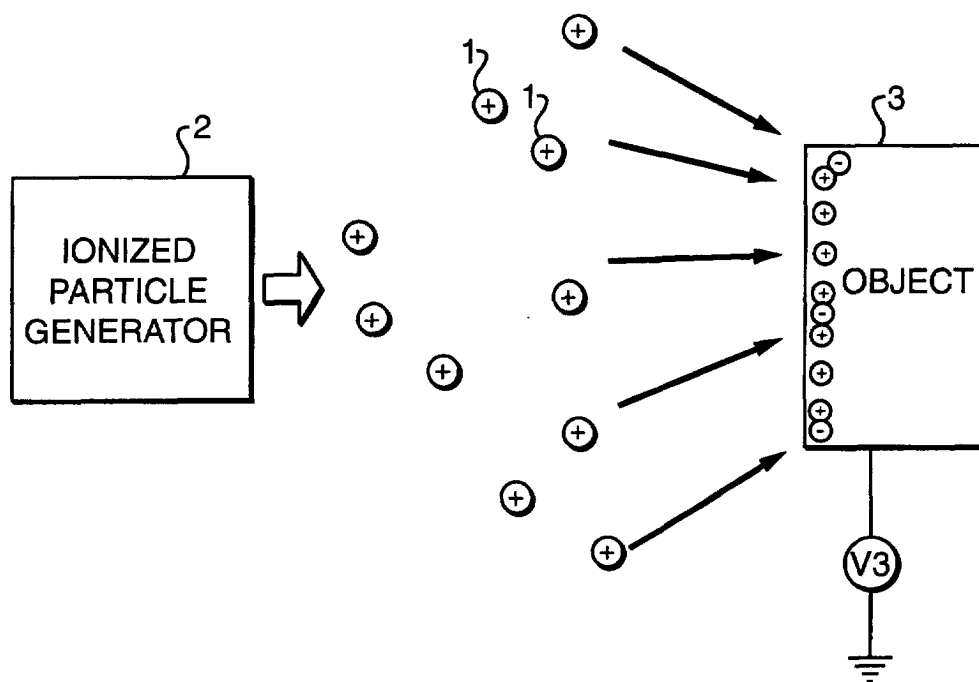 1
1
2
3
IONIZED
PARTICLE
GENERATOR
OBJECT
V3